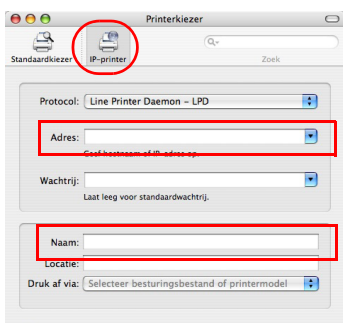 Printerkiezer
Standaardkiezer IP-printer Zoek
Protocol: Line Printer Daemon – LPD
Adres:
Geef hostnaam of IP-adres op.
Wachtrij:
Laat leeg voor standaardwachtrij.
Naam:
Locatie:
Druk af via: Selecteer besturingsbestand of printermodel